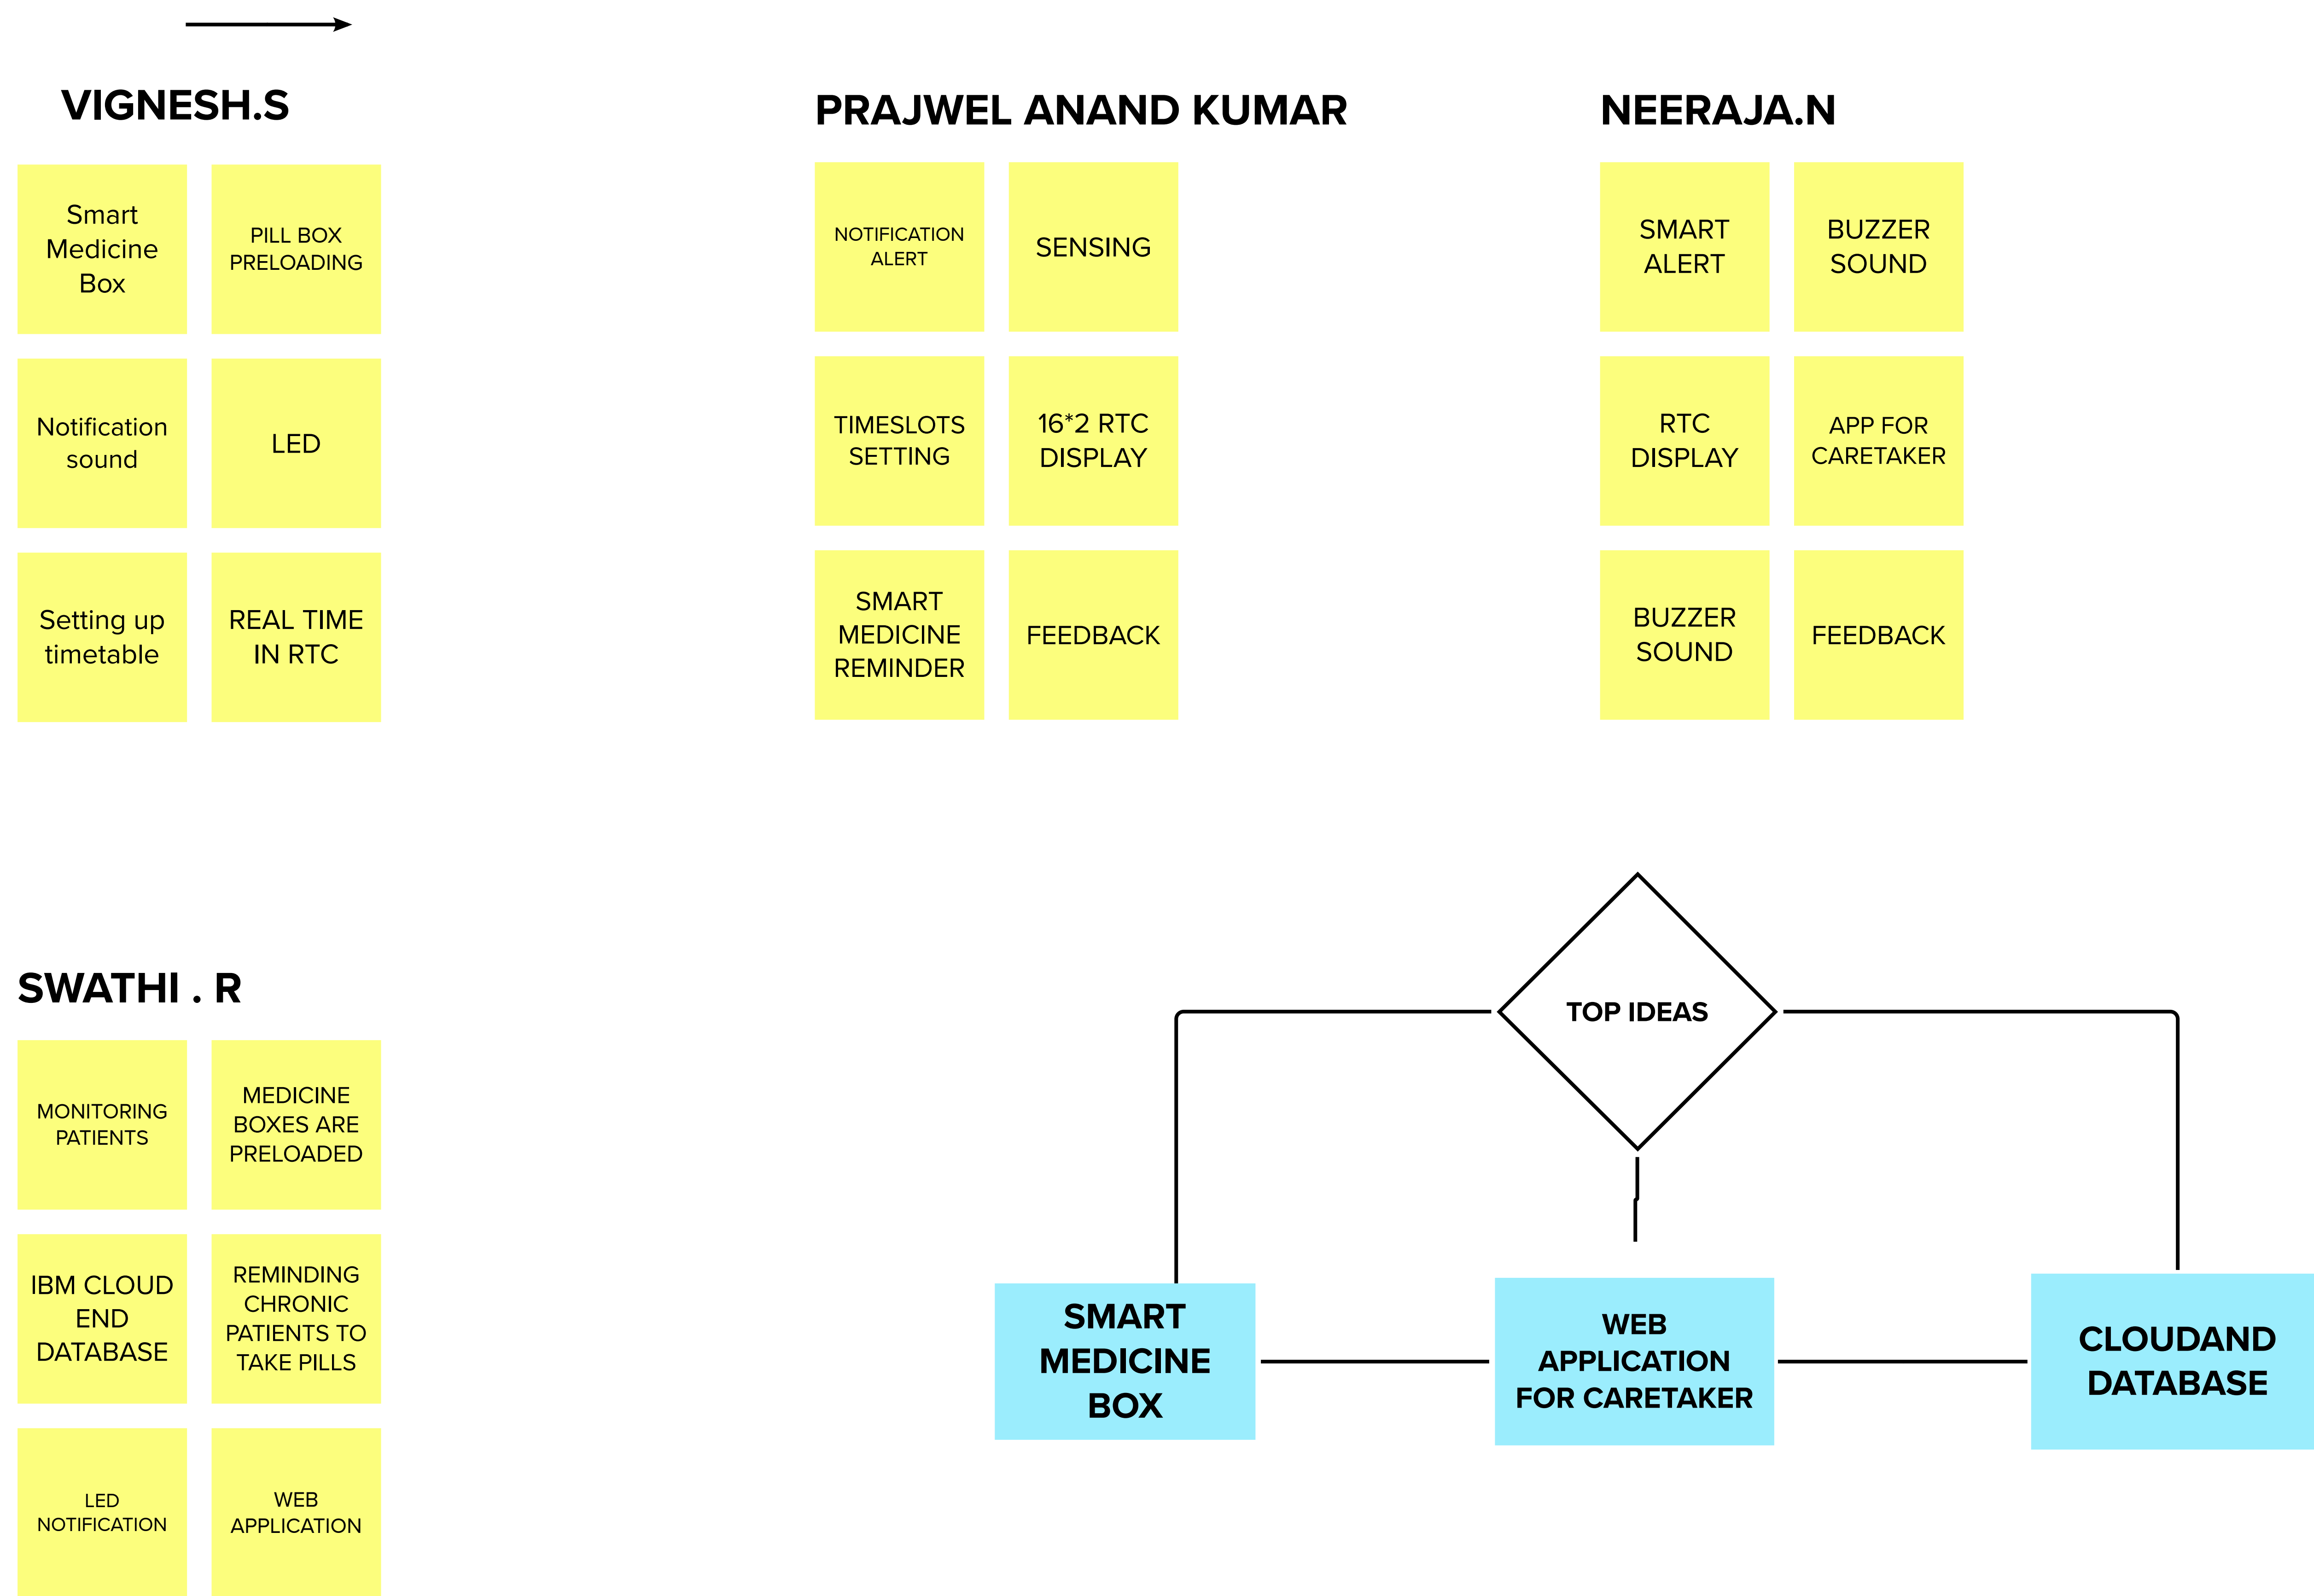 VIGNESH.S
Smart
Medicine
Box
PILL BOX
PRELOADING
Notification
sound
LED
Setting up
timetable
REAL TIME
IN RTC
PRAJWEL ANAND KUMAR
NOTIFICATION
ALERT
SENSING
TIMESLOTS
SETTING
16*2 RTC
DISPLAY
SMART
MEDICINE
REMINDER
FEEDBACK
NEERAJA.N
SMART
ALERT
BUZZER
SOUND
RTC
DISPLAY
APP FOR
CARETAKER
BUZZER
SOUND
FEEDBACK
SWATHI . R
MONITORING
PATIENTS
MEDICINE
BOXES ARE
PRELOADED
IBM CLOUD
END
DATABASE
REMINDING
CHRONIC
PATIENTS TO
TAKE PILLS
LED
NOTIFICATION
WEB
APPLICATION
TOP IDEAS
SMART
MEDICINE
BOX
WEB
APPLICATION
FOR CARETAKER
CLOUDAND
DATABASE